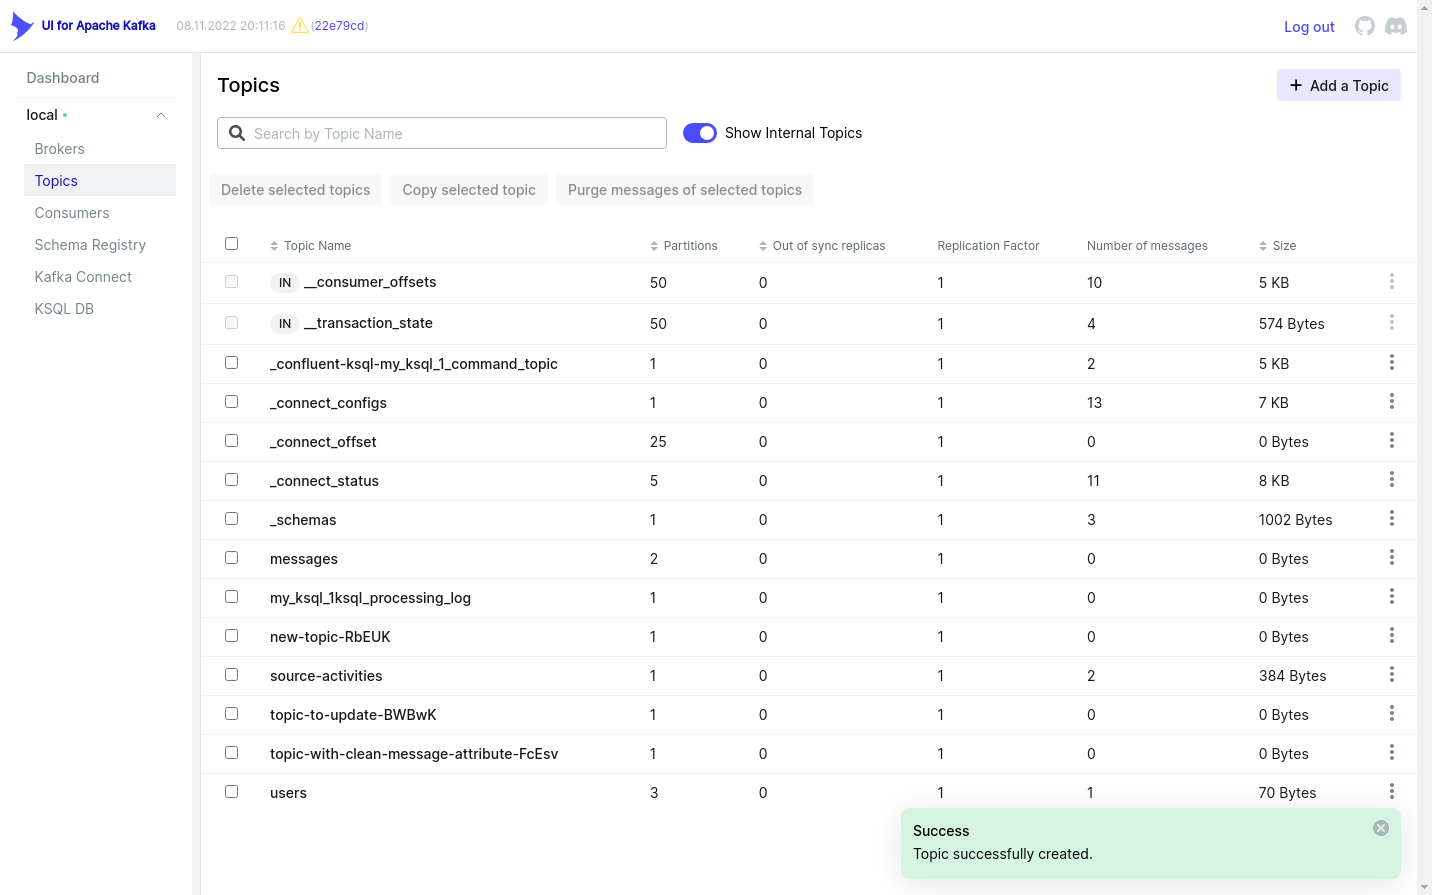 UI for Apache Kafka 08.11.2022 20:11:16 (22e79cd) Log out
Dashboard
local
Brokers
Topics
Consumers
Schema Registry
Kafka Connect
KSQL DB
Topics
Add a Topic
Search by Topic Name Show Internal Topics
Delete selected topics Copy selected topic Purge messages of selected topics
Topic Name Partitions Out of sync replicas Replication Factor Number of messages Size
IN __consumer_offsets 50 0 1 10 5 KB
IN __transaction_state 50 0 1 4 574 Bytes
_confluent-ksql-my_ksql_1_command_topic 1 0 1 2 5 KB
_connect_configs 1 0 1 13 7 KB
_connect_offset 25 0 1 0 0 Bytes
_connect_status 5 0 1 11 8 KB
_schemas 1 0 1 3 1002 Bytes
messages 2 0 1 0 0 Bytes
my_ksql_1ksql_processing_log 1 0 1 0 0 Bytes
new-topic-RbEUK 1 0 1 0 0 Bytes
source-activities 1 0 1 2 384 Bytes
topic-to-update-BWBwK 1 0 1 0 0 Bytes
topic-with-clean-message-attribute-FcEsv 1 0 1 0 0 Bytes
users 3 0 1 1 70 Bytes
Success
Topic successfully created.